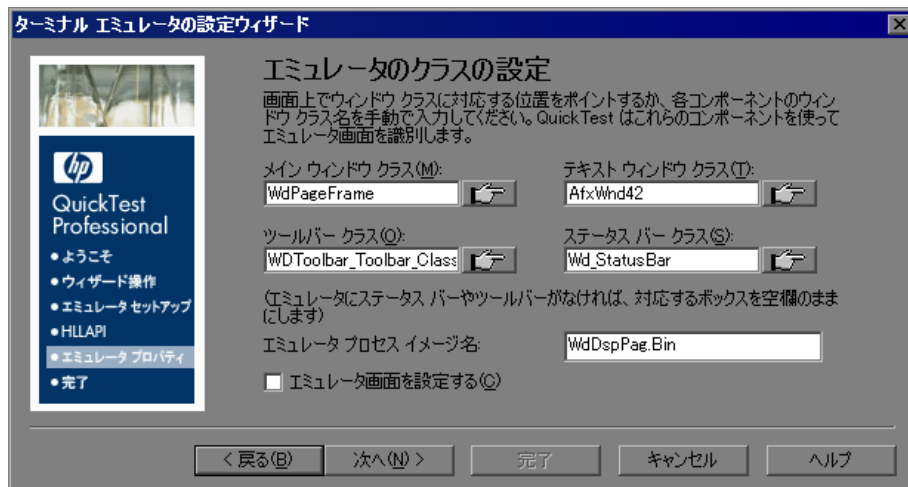 ターミナル エミュレータの設定ウィザード
エミュレータのクラスの設定
画面上でウィンドウ クラスに対応する位置をポイントするか、各コンポーネントのウィン
ドウ クラス名を手動で入力してください。QuickTest はこれらのコンポーネントを使って
エミュレータ画面を識別します。
メイン ウィンドウ クラス(M):
WdPageFrame
テキスト ウィンドウ クラス(T):
AfxWnd42
ツールバー クラス(O):
WDToolbar_Toolbar_Class
ステータス バー クラス(S):
Wd_StatusBar
(エミュレータにステータス バーやツールバーがなければ、対応するボックスを空欄のまま
にします)
エミュレータ プロセス イメージ名:
WdDspPag.Bin
エミュレータ画面を設定する(C)
hp
QuickTest
Professional
•ようこそ
•ウィザード操作
•エミュレータ セットアップ
•HLLAPI
•エミュレータ プロパティ
•完了
< 戻る(B)
次へ(N) >
完了
キャンセル
ヘルプ